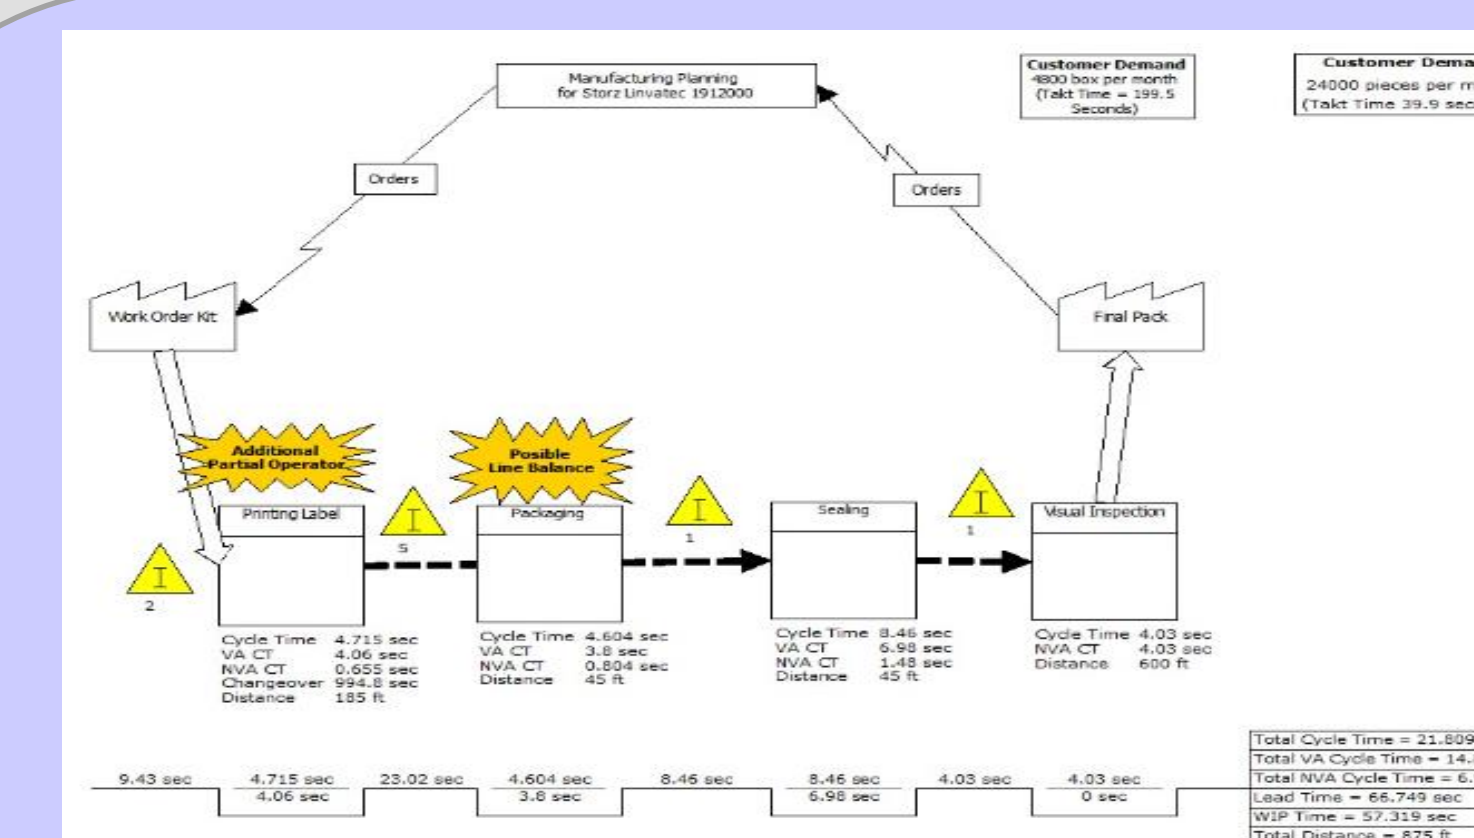 Manufacturing Planning
for Storz Linvatec 1912000
Customer Demand
4800 box per month
(Takt Time = 199.5
Seconds)
Customer Dema
24000 pieces per m
(Takt Time 39.9 sec
Orders
Orders
Work Order Kit
Final Pack
Additional
Partial Operator
Posible
Line Balance
Printing Label
Packaging
Sealing
Visual Inspection
I
2
I
5
I
1
I
1
Cycle Time 4.715 sec
VA CT 4.06 sec
NVA CT 0.655 sec
Changeover 994.8 sec
Distance 185 ft
Cycle Time 4.604 sec
VA CT 3.8 sec
NVA CT 0.804 sec
Distance 45 ft
Cycle Time 8.46 sec
VA CT 6.98 sec
NVA CT 1.48 sec
Distance 45 ft
Cycle Time 4.03 sec
NVA CT 4.03 sec
Distance 600 ft
9.43 sec 4.715 sec 23.02 sec 4.604 sec 8.46 sec 8.46 sec 4.03 sec 4.03 sec
4.06 sec 3.8 sec 6.98 sec 0 sec
Total Cycle Time = 21.809
Total VA Cycle Time = 14.
Total NVA Cycle Time = 6.
Lead Time = 66.749 sec
WIP Time = 57.319 sec
Total Distance = 875 ft